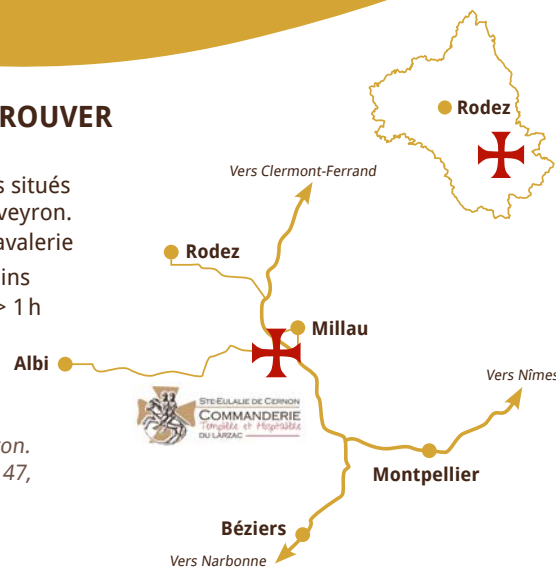 ROUVER
s situés
veyron.
avalerie
ins
> 1 h
on.
47,
Rodez
Vers Clermont-Ferrand
Rodez
Millau
Albi
Vers Nîmes
STE-EULALIE DE CERNON
COMMANDERIE
Templière et Hospitalière
DU LARZAC
Montpellier
Béziers
Vers Narbonne